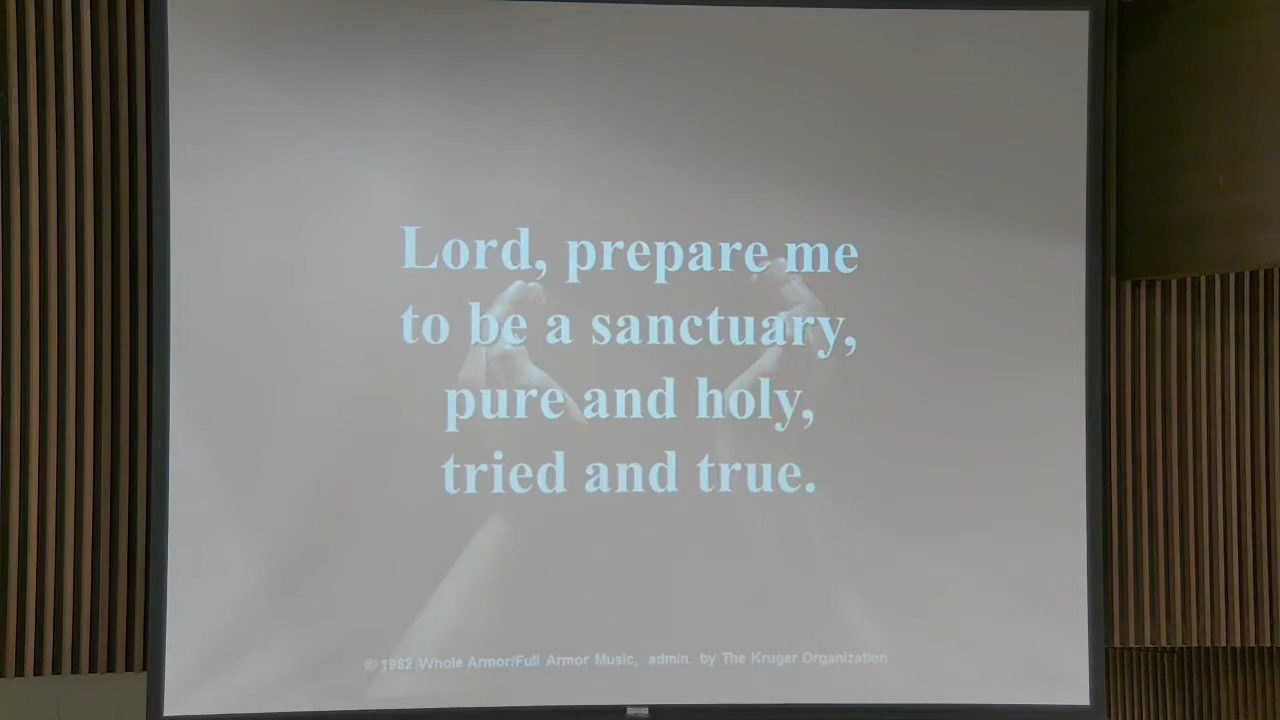 Lord, prepare me
to be a sanctuary,
pure and holy,
tried and true.
© 1982 Whole Armor/Full Armor Music, admin. by The Kruger Organization